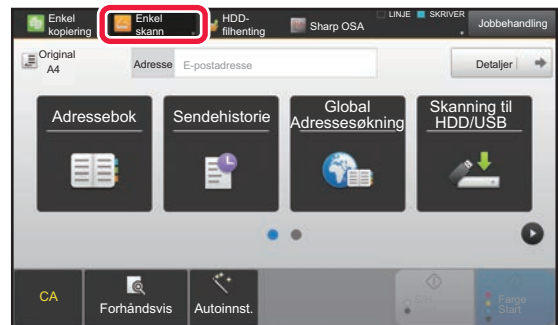 Enkel
kopiering
Enkel
skann
HDD-
filhenting
Sharp OSA
LINJE
SKRIVER
Jobbehandling
Original
A4
Adresse
E-postadresse
Detaljer
Adressebok
Sendehistorie
Global
Adressesøkning
Skanning til
HDD/USB
CA
Forhåndsvis
Autoinnst.
Farge
Start